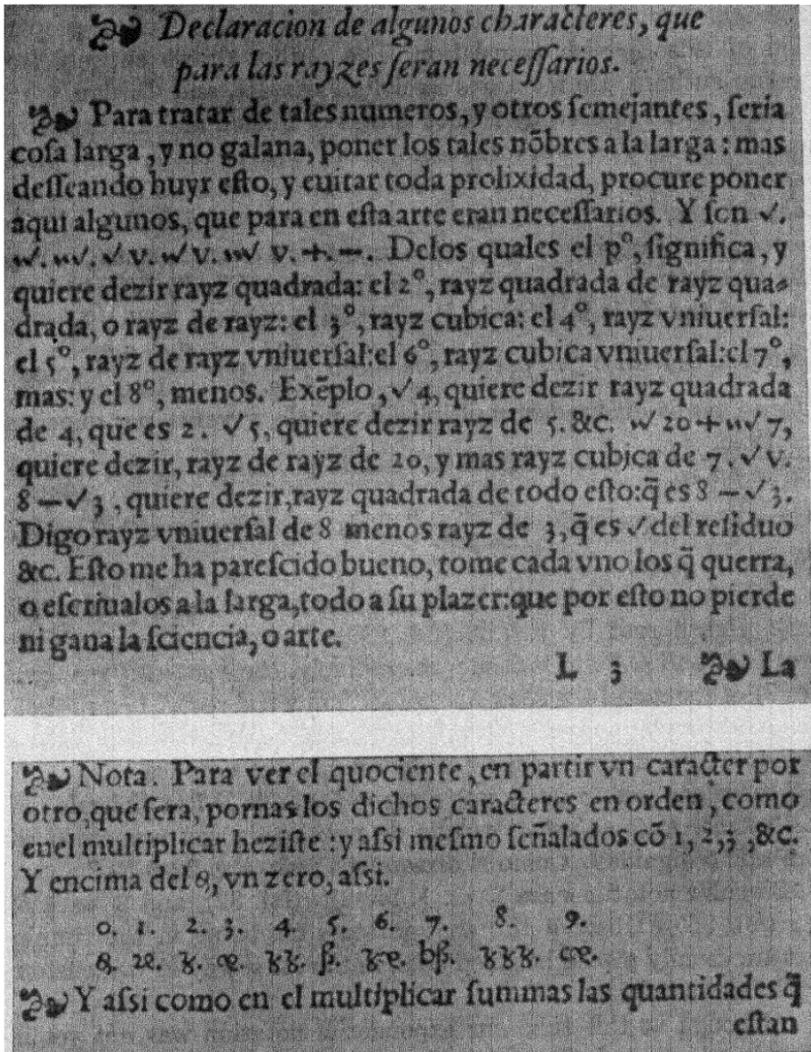 Declaracion de algunos characteres, que
para las rayzes ſeran neceſſarios.
Para tratar de tales numeros, y otros ſemejantes, ſeria
coſa larga, y no galana, poner los tales nõbres a la larga: mas
deſſeando huyr eſto, y euitar toda prolixidad, procure poner
aqui algunos, que para en eſta arte eran neceſſarios. Y ſon √.
v. √ v. v. v. +. —. Delos quales el pº, ſignifica, y
quiere dezir rayz quadrada: el 2º, rayz quadrada de rayz qua-
drada, o rayz de rayz: el 3º, rayz cubica: el 4º, rayz vniuerſal:
el 5º, rayz de rayz vniuerſal: el 6º, rayz cubica vniuerſal: el 7º,
mas: y el 8º, menos. Exẽplo, √ 4, quiere dezir rayz quadrada
de 4, que es 2. √ 5, quiere dezir rayz de 5. &c. 20 + 7,
quiere dezir, rayz de rayz de 20, y mas rayz cubica de 7. √ v.
8 — √ 3. quiere dezir, rayz quadrada de todo eſto: q̃ es 8 — √ 3.
Digo rayz vniuerſal de 8 menos rayz de 3, q̃ es √ del reſiduo
&c. Eſto me ha pareſcido bueno, tome cada vno los q̃ querra,
o eſcriualos a la larga, todo a ſu plazer: que por eſto no pierde
ni gana la ſciencia, o arte.
L 3 La
Nota. Para ver el quociente, en partir vn caracter por
otro, que ſera, pornas los dichos caracteres en orden, como
enel multiplicar heziſte: y aſsi meſmo ſeñalados cõ 1, 2, 3, &c.
Y encima del, vn zero, aſsi.
0. 1. 2. 3. 4. 5. 6. 7. 8. 9.
Y aſsi como en el multiplicar ſummas las quantidades q̃
eſtan